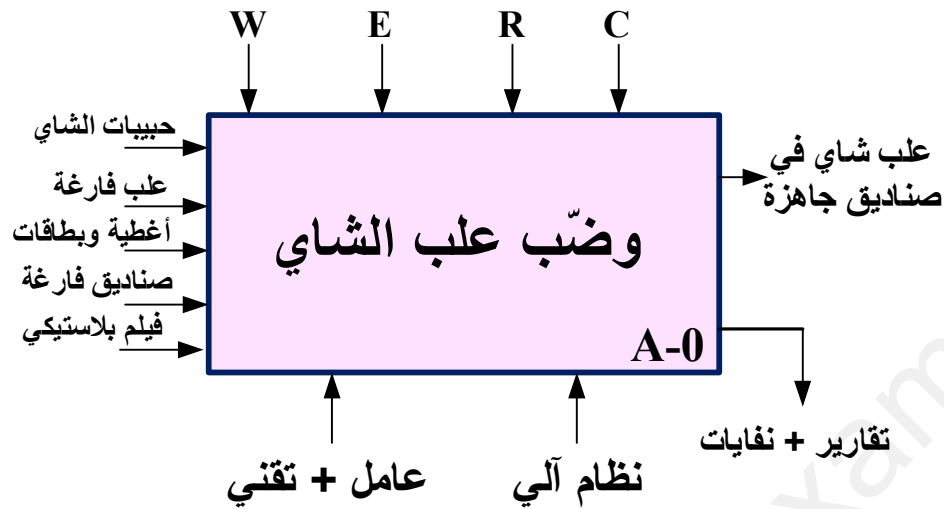 W E R C
حبيبات الشاي
علب فارغة
أغطية وبطاقات
صناديق فارغة
فيلم بلاستيكي
وضّب علب الشاي
A-0
علب شاي في
صناديق جاهزة
تقارير + نفايات
نظام آلي
عامل + تقني